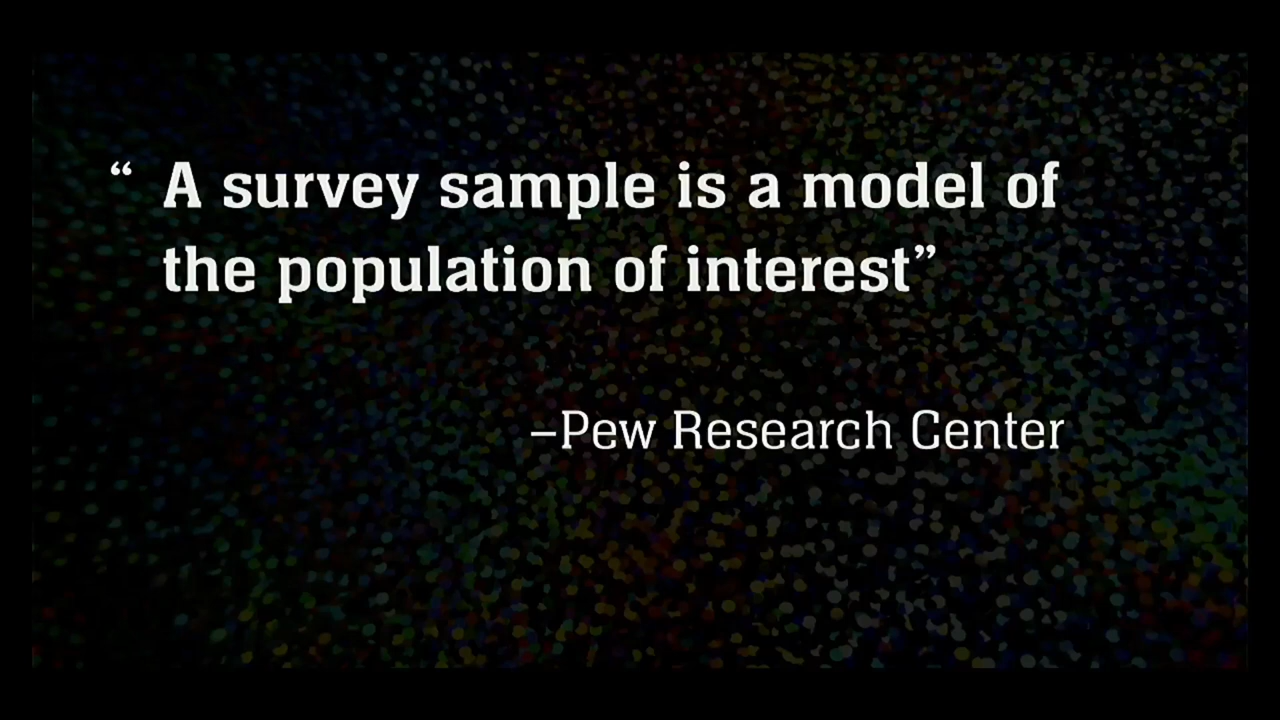 “ A survey sample is a model of
the population of interest”
–Pew Research Center